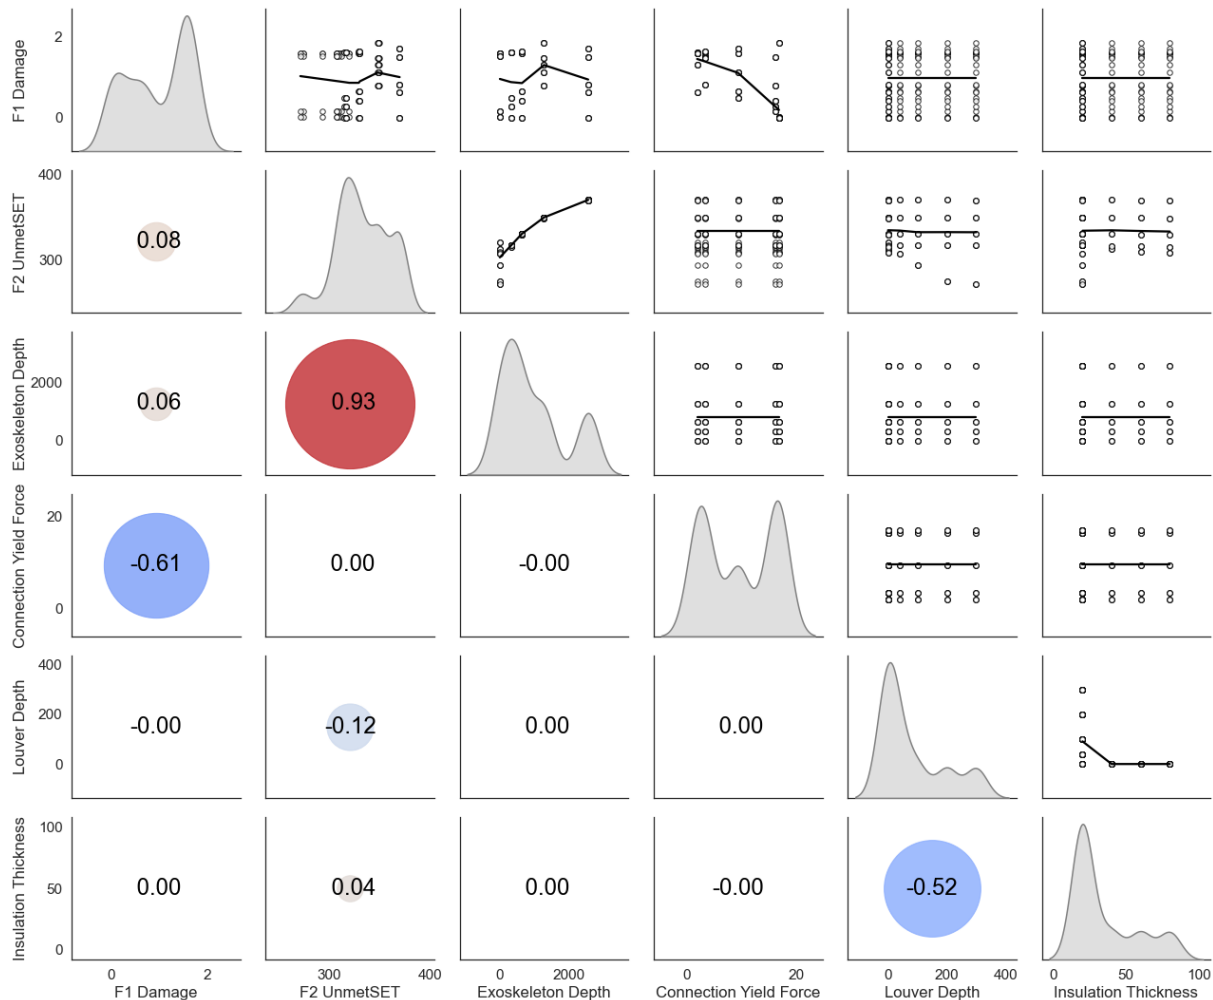 F1 Damage
2
0
F2 UnmetSET
400
300
0.08
Exoskeleton Depth
2000
0
0.06
0.93
Connection Yield Force
20
0
-0.61
0.00
-0.00
Louver Depth
400
200
0
-0.00
-0.12
0.00
0.00
Insulation Thickness
100
50
0
0.00
0.04
0.00
-0.00
-0.52
0 2
300 400
0 2000
0 20
0 200 400
0 50 100
F1 Damage
F2 UnmetSET
Exoskeleton Depth
Connection Yield Force
Louver Depth
Insulation Thickness